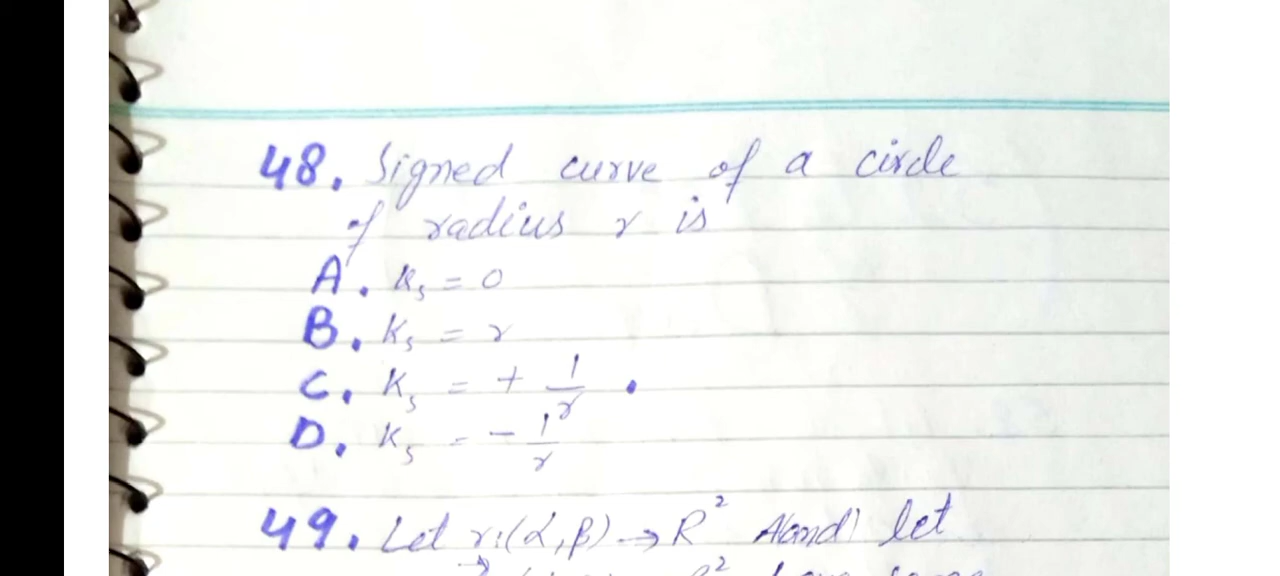 48. Signed curve of a circle
of radius r is
A. Ks = 0
B. Ks = r
C. Ks = + 1/r .
D. Ks = - 1/r
49. Let r:(α,β)→R² And let